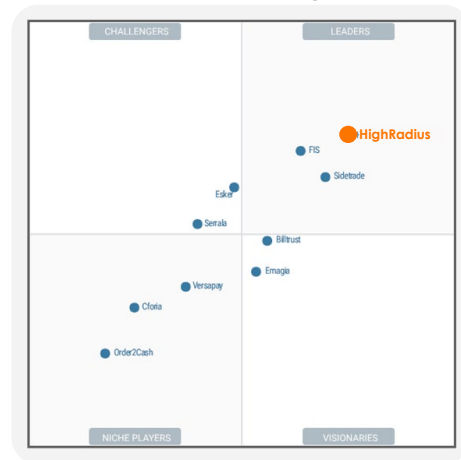 CHALLENGERS
LEADERS
HighRadius
FIS
Sidetrade
Esker
Serrala
Billtrust
Emagia
Versapay
Cforia
Order2Cash
NICHE PLAYERS
VISIONARIES